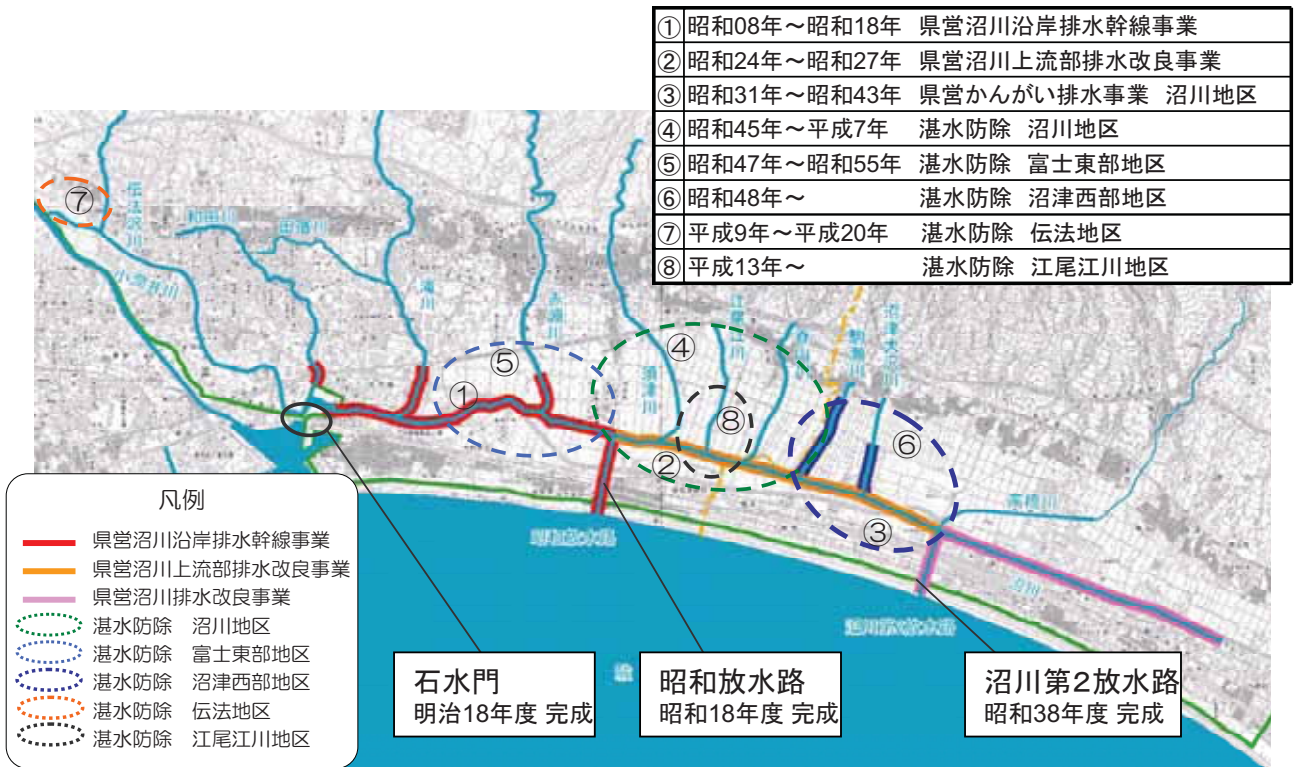 ① 昭和08年～昭和18年 県営沼川沿岸排水幹線事業
② 昭和24年～昭和27年 県営沼川上流部排水改良事業
③ 昭和31年～昭和43年 県営かんがい排水事業 沼川地区
④ 昭和45年～平成7年 湛水防除 沼川地区
⑤ 昭和47年～昭和55年 湛水防除 富士東部地区
⑥ 昭和48年～ 湛水防除 沼津西部地区
⑦ 平成9年～平成20年 湛水防除 伝法地区
⑧ 平成13年～ 湛水防除 江尾江川地区
⑦
伝法沢川
和田川
小潤井川
滝川
赤淵川
須津川
江尾江川
高橋川
沼川
①
⑤
④
⑧
②
⑥
③
昭和放水路
沼川第2放水路
凡例
県営沼川沿岸排水幹線事業
県営沼川上流部排水改良事業
県営沼川排水改良事業
湛水防除 沼川地区
湛水防除 富士東部地区
湛水防除 沼津西部地区
湛水防除 伝法地区
湛水防除 江尾江川地区
石水門
明治18年度 完成
昭和放水路
昭和18年度 完成
沼川第2放水路
昭和38年度 完成